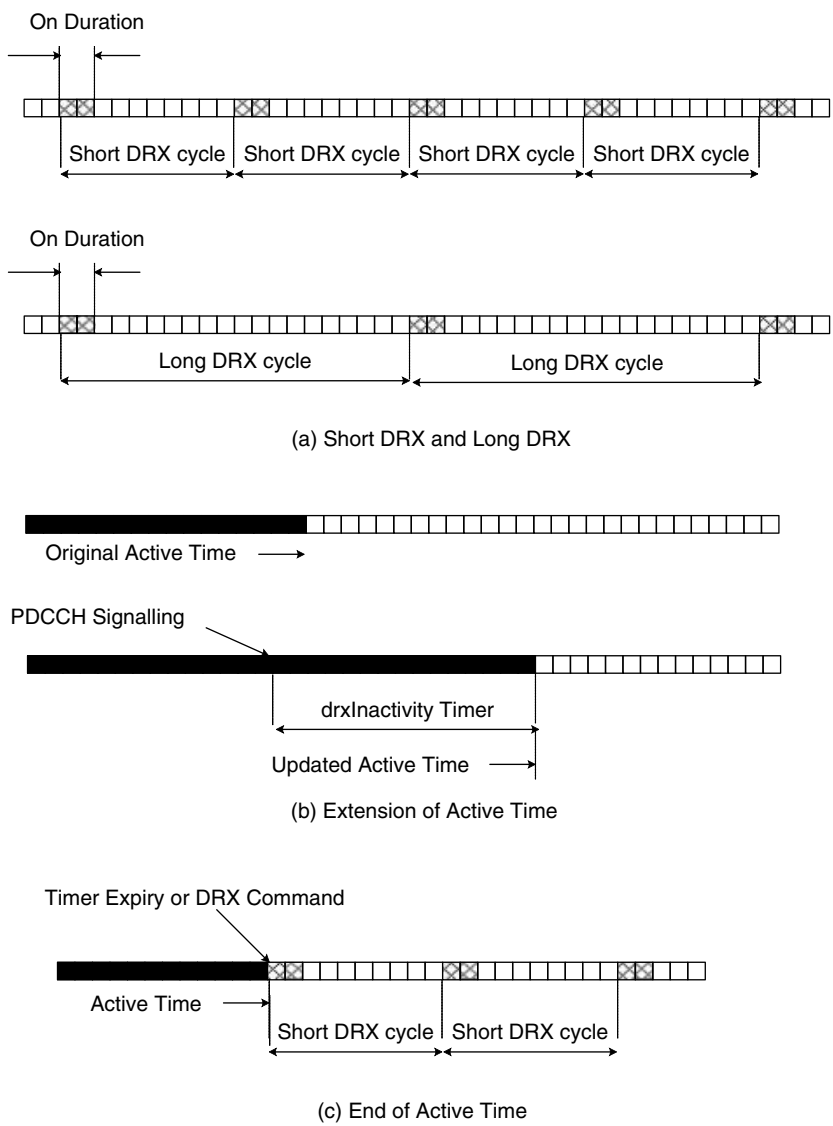 On Duration
Short DRX cycle Short DRX cycle Short DRX cycle Short DRX cycle
On Duration
Long DRX cycle Long DRX cycle
(a) Short DRX and Long DRX
Original Active Time
PDCCH Signalling
drxInactivity Timer
Updated Active Time
(b) Extension of Active Time
Timer Expiry or DRX Command
Active Time
Short DRX cycle Short DRX cycle
(c) End of Active Time